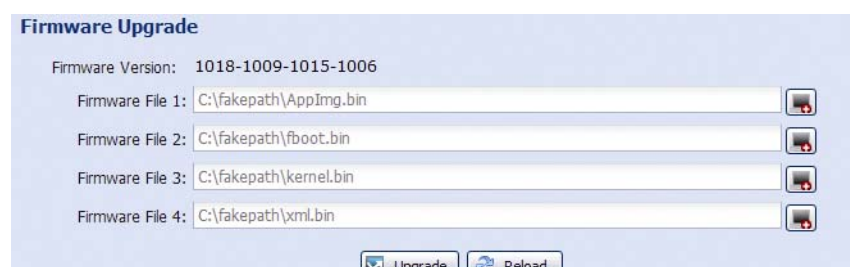 Firmware Upgrade
Firmware Version: 1018-1009-1015-1006
Firmware File 1: C:\fakepath\AppImg.bin
Firmware File 2: C:\fakepath\fboot.bin
Firmware File 3: C:\fakepath\kernel.bin
Firmware File 4: C:\fakepath\xml.bin
Upgrade Reload